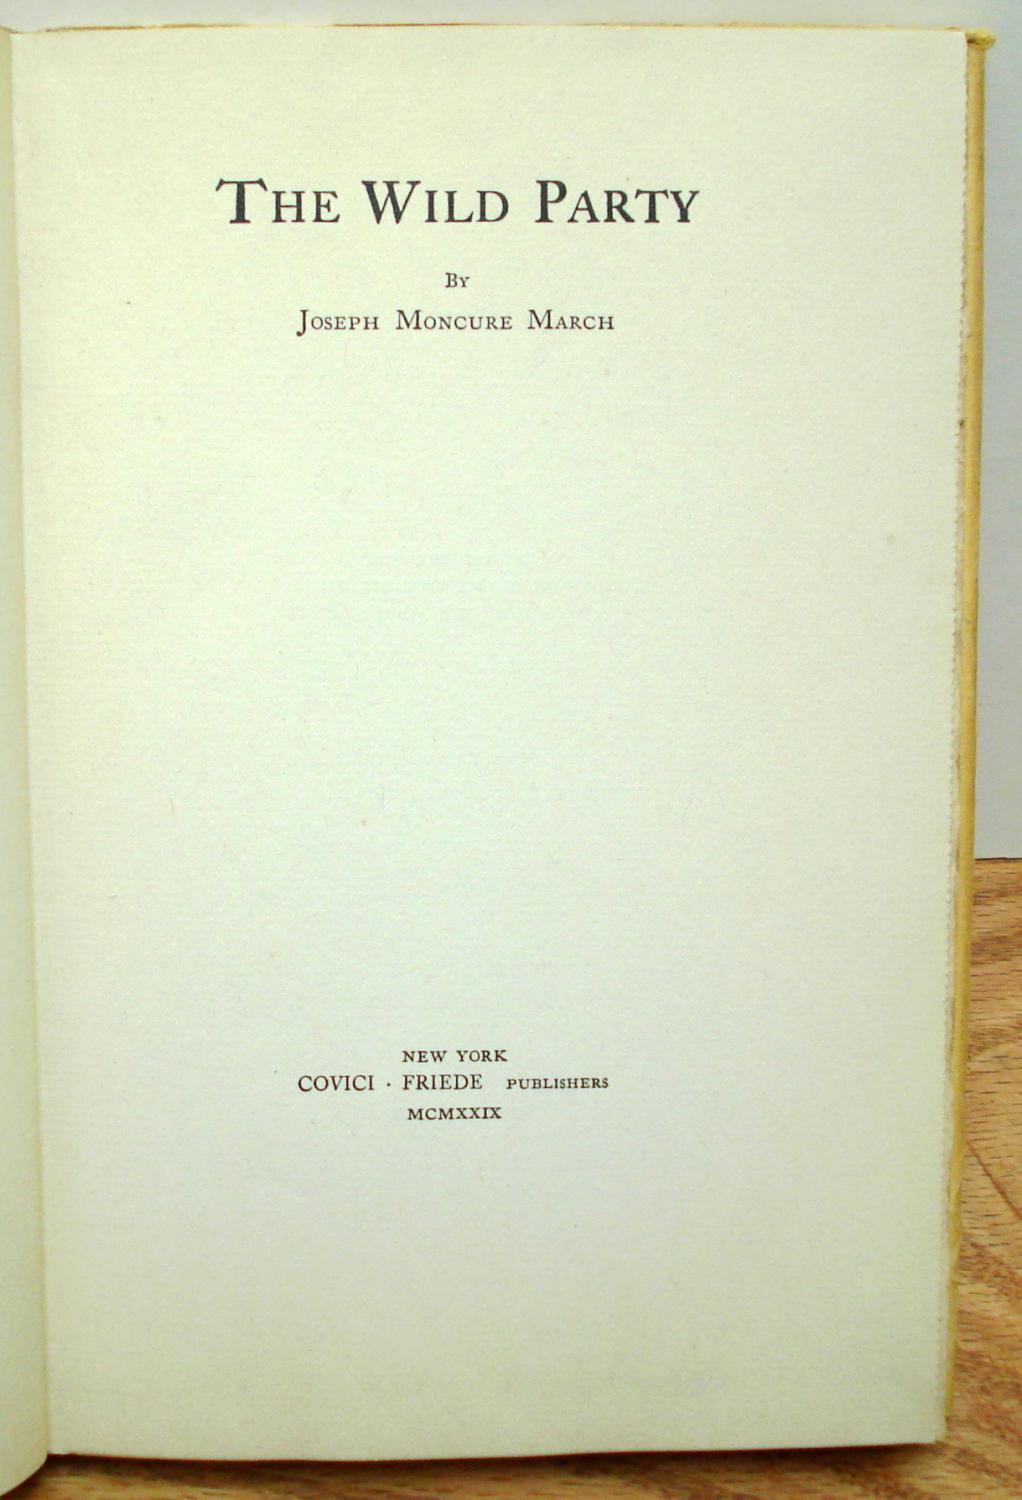 The Wild Party
By
Joseph Moncure March
NEW YORK
COVICI · FRIEDE PUBLISHERS
MCMXXIX